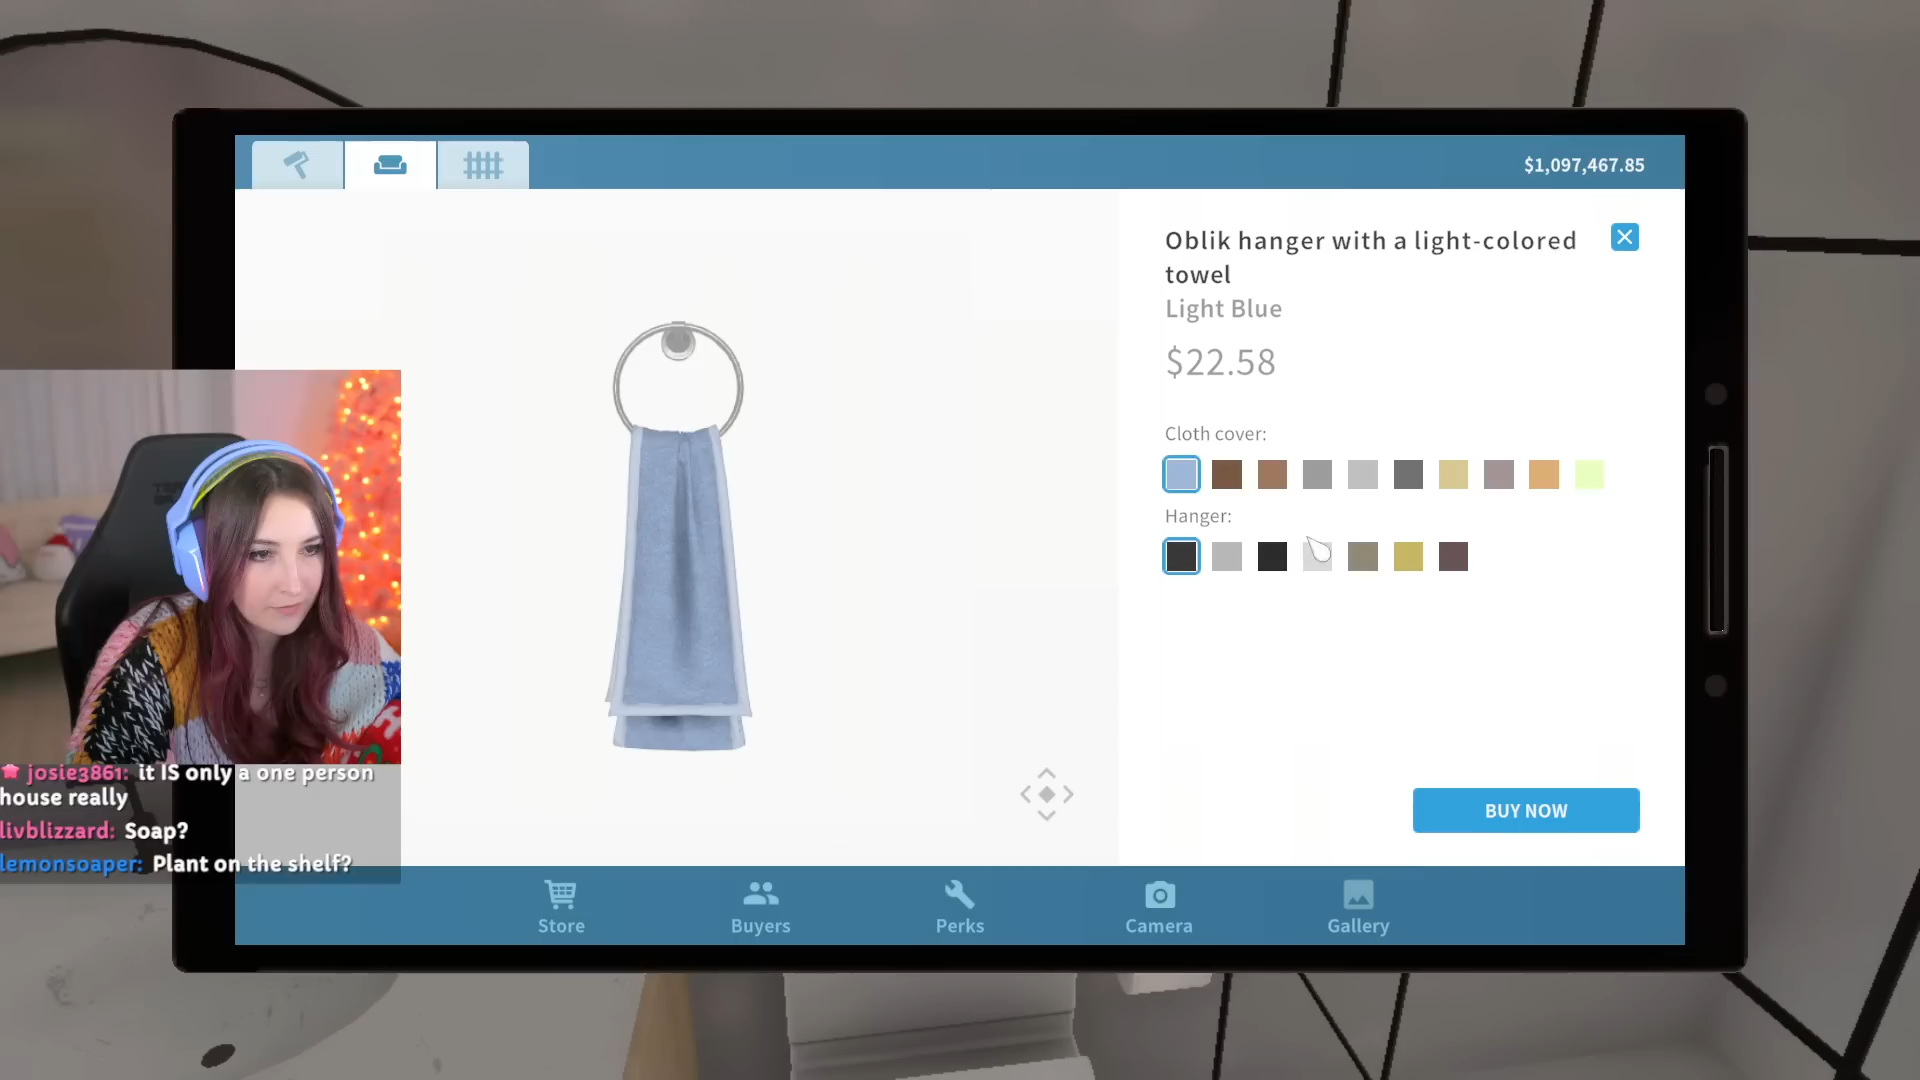 $1,097,467.85
Oblik hanger with a light-colored
towel
Light Blue
$22.58
Cloth cover:
Hanger:
BUY NOW
josie3861: it IS only a one person
house really
livblizzard: Soap?
lemonsoaper: Plant on the shelf?
Store
Buyers
Perks
Camera
Gallery